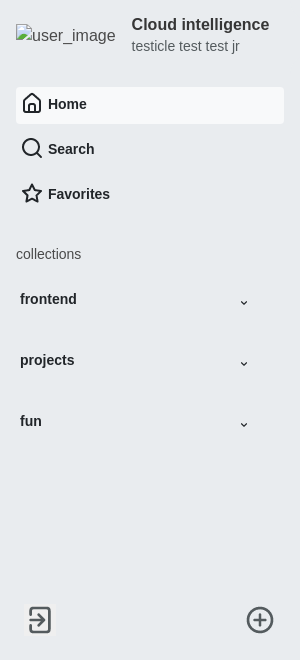 user_image
Cloud intelligence
testicle test test jr
Home
Search
Favorites
collections
frontend
projects
fun